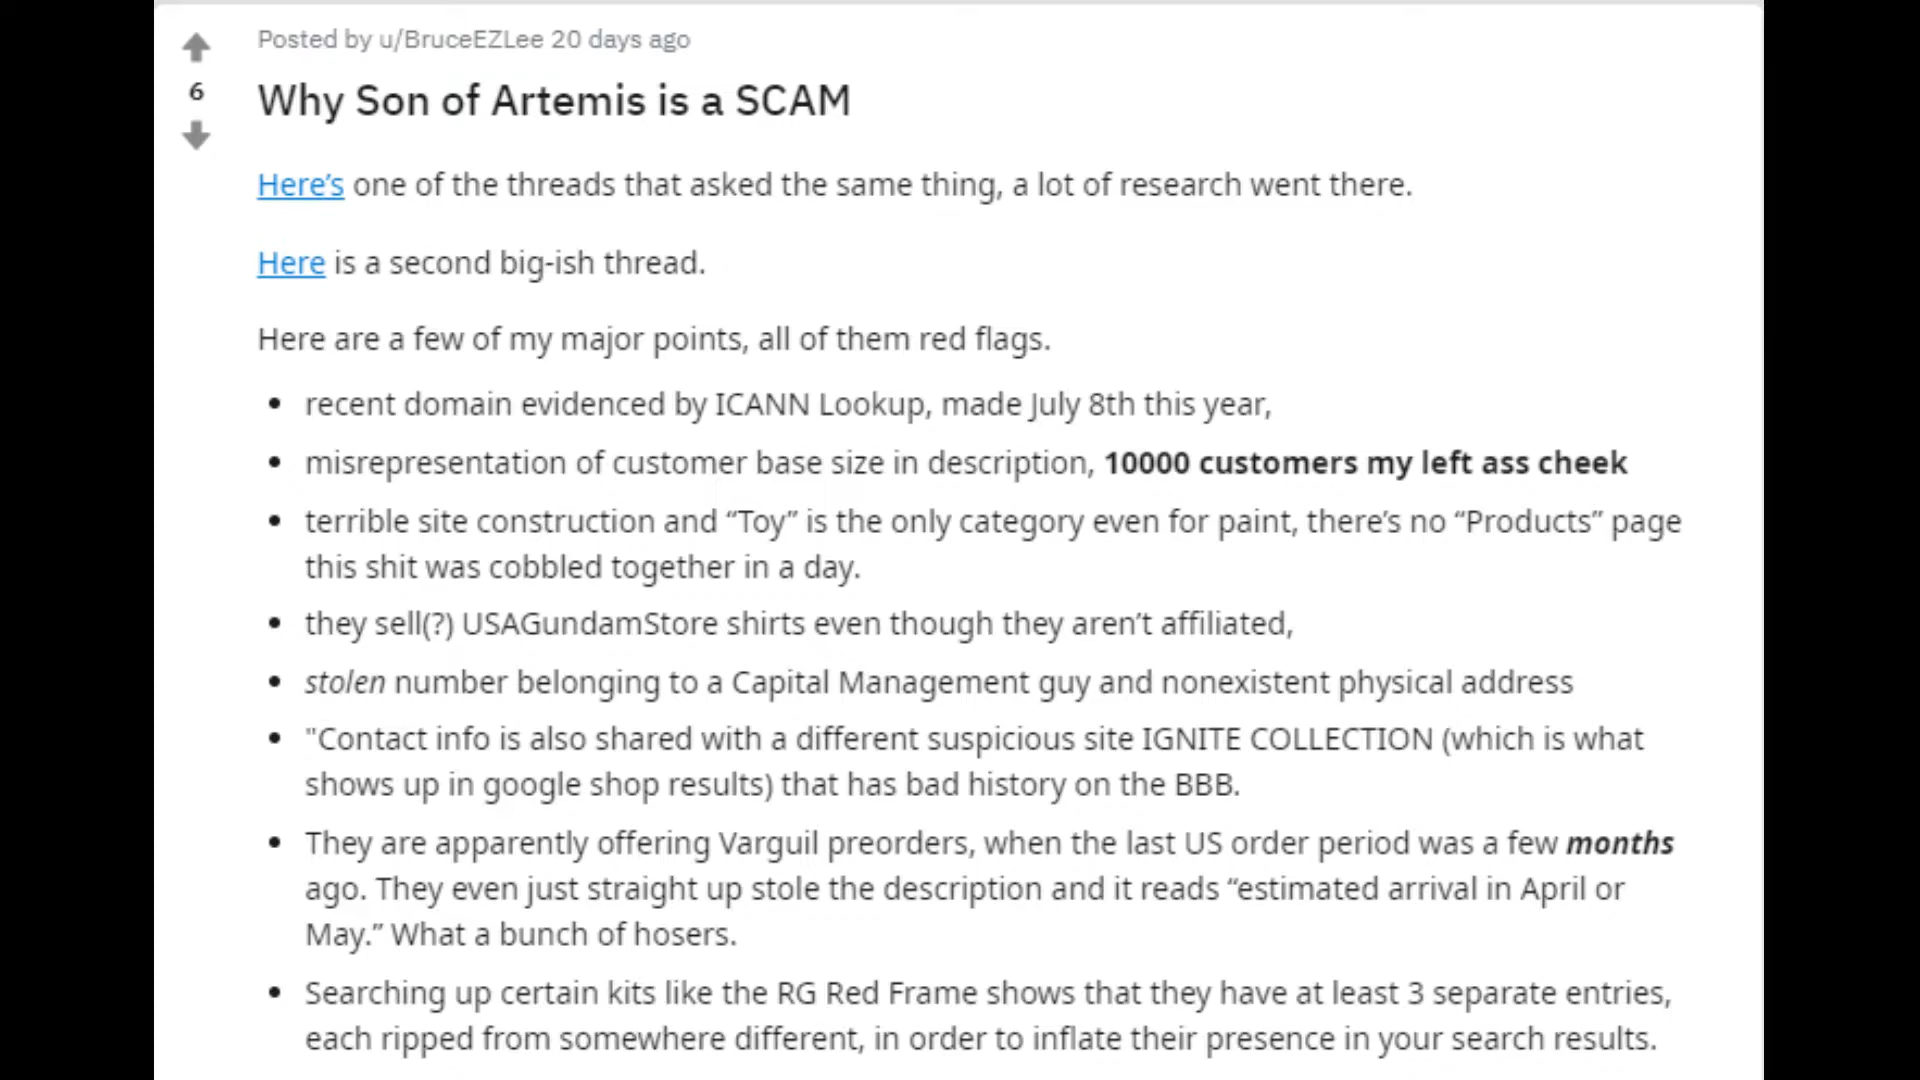 Posted by u/BruceEZLee 20 days ago
6
Why Son of Artemis is a SCAM
Here’s one of the threads that asked the same thing, a lot of research went there.
Here is a second big-ish thread.
Here are a few of my major points, all of them red flags.
• recent domain evidenced by ICANN Lookup, made July 8th this year,
• misrepresentation of customer base size in description, 10000 customers my left ass cheek
• terrible site construction and “Toy” is the only category even for paint, there’s no “Products” page
this shit was cobbled together in a day.
• they sell(?) USAGundamStore shirts even though they aren’t affiliated,
• stolen number belonging to a Capital Management guy and nonexistent physical address
• "Contact info is also shared with a different suspicious site IGNITE COLLECTION (which is what
shows up in google shop results) that has bad history on the BBB.
• They are apparently offering Varguil preorders, when the last US order period was a few months
ago. They even just straight up stole the description and it reads “estimated arrival in April or
May.” What a bunch of hosers.
• Searching up certain kits like the RG Red Frame shows that they have at least 3 separate entries,
each ripped from somewhere different, in order to inflate their presence in your search results.